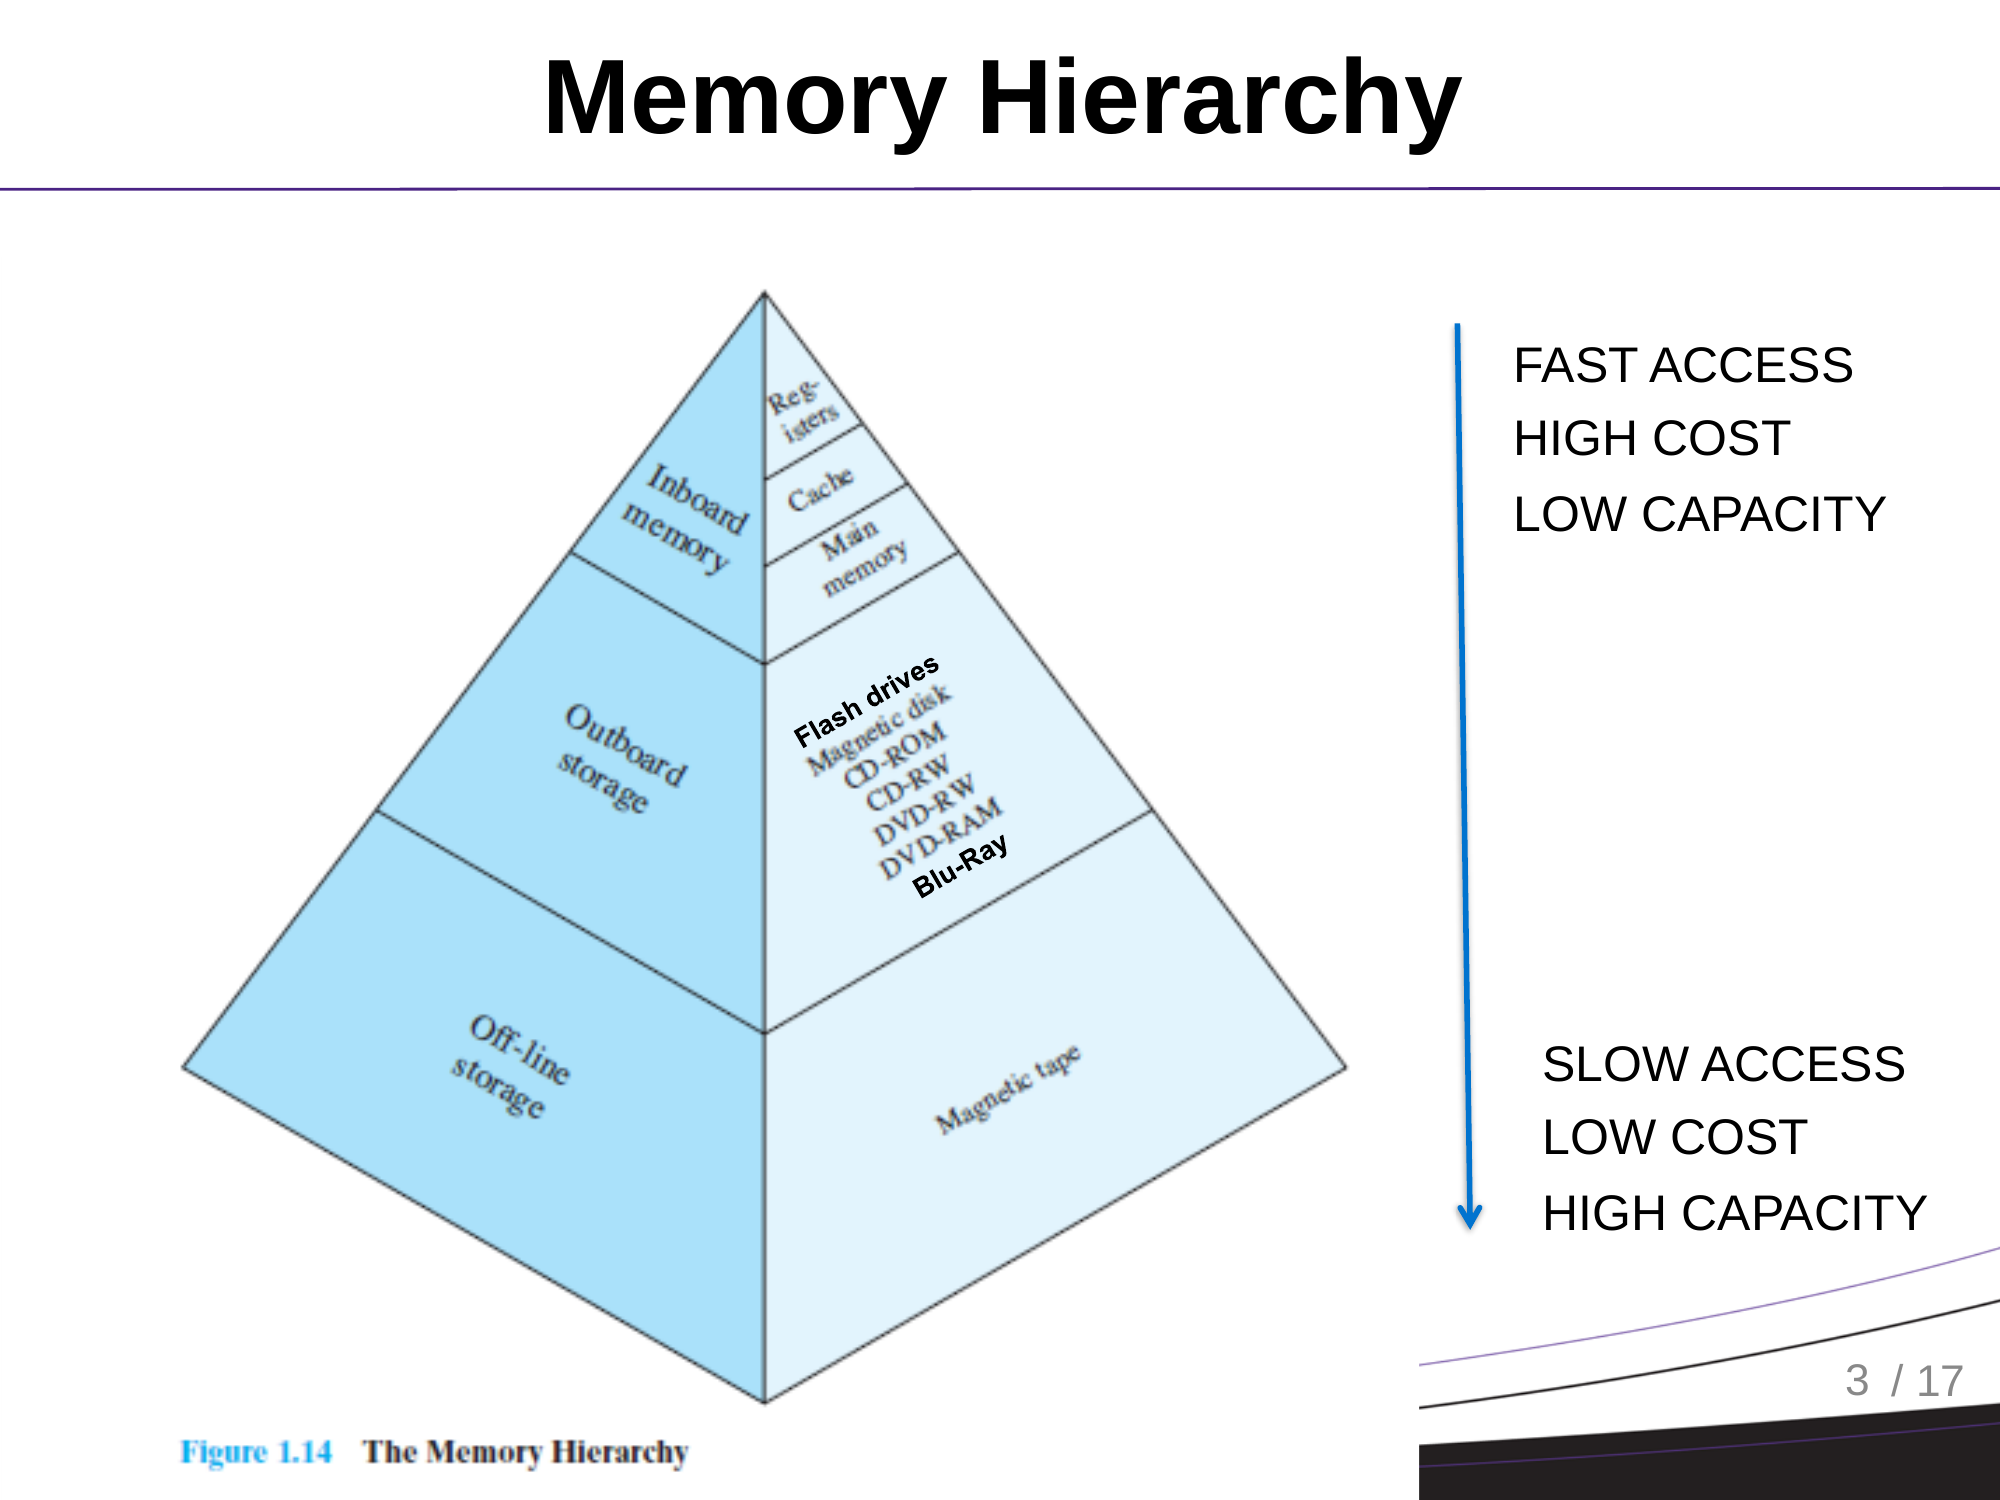 Memory Hierarchy
Reg-
isters
Cache
Main
memory
Inboard
memory
Flash drives
Magnetic disk
CD-ROM
CD-RW
DVD-RW
DVD-RAM
Blu-Ray
Outboard
storage
Magnetic tape
Off-line
storage
FAST ACCESS
HIGH COST
LOW CAPACITY
SLOW ACCESS
LOW COST
HIGH CAPACITY
Figure 1.14 The Memory Hierarchy
3 / 17